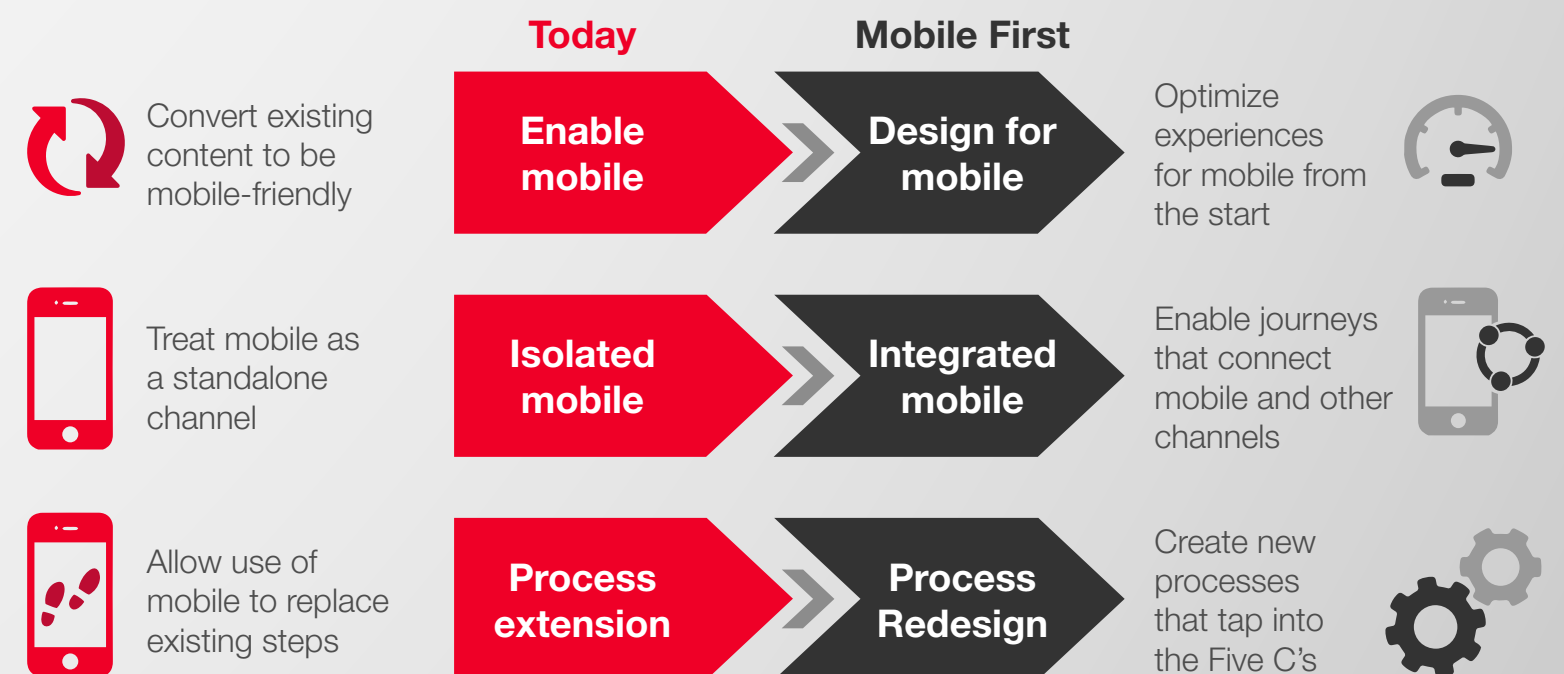 Today
Mobile First
Convert existing
content to be
mobile-friendly
Enable
mobile
Design for
mobile
Optimize
experiences
for mobile from
the start
Treat mobile as
a standalone
channel
Isolated
mobile
Integrated
mobile
Enable journeys
that connect
mobile and other
channels
Allow use of
mobile to replace
existing steps
Process
extension
Process
Redesign
Create new
processes
that tap into
the Five C's